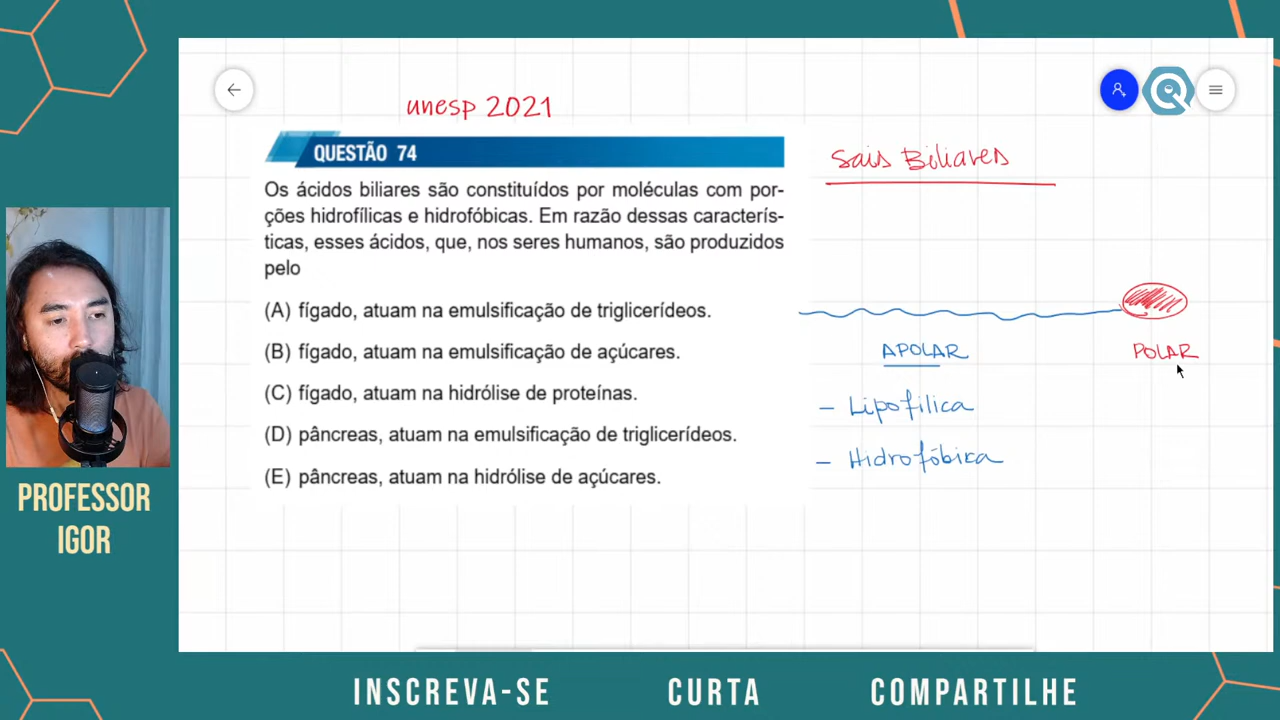 unesp 2021
QUESTÃO 74
Os ácidos biliares são constituídos por moléculas com por-
ções hidrofílicas e hidrofóbicas. Em razão dessas caracterís-
ticas, esses ácidos, que, nos seres humanos, são produzidos
pelo
(A) fígado, atuam na emulsificação de triglicerídeos.
(B) fígado, atuam na emulsificação de açúcares.
(C) fígado, atuam na hidrólise de proteínas.
(D) pâncreas, atuam na emulsificação de triglicerídeos.
(E) pâncreas, atuam na hidrólise de açúcares.
Sais Biliares
APOLAR
POLAR
- Lipofílica
- Hidrofóbica
PROFESSOR
IGOR
INSCREVA-SE
CURTA
COMPARTILHE